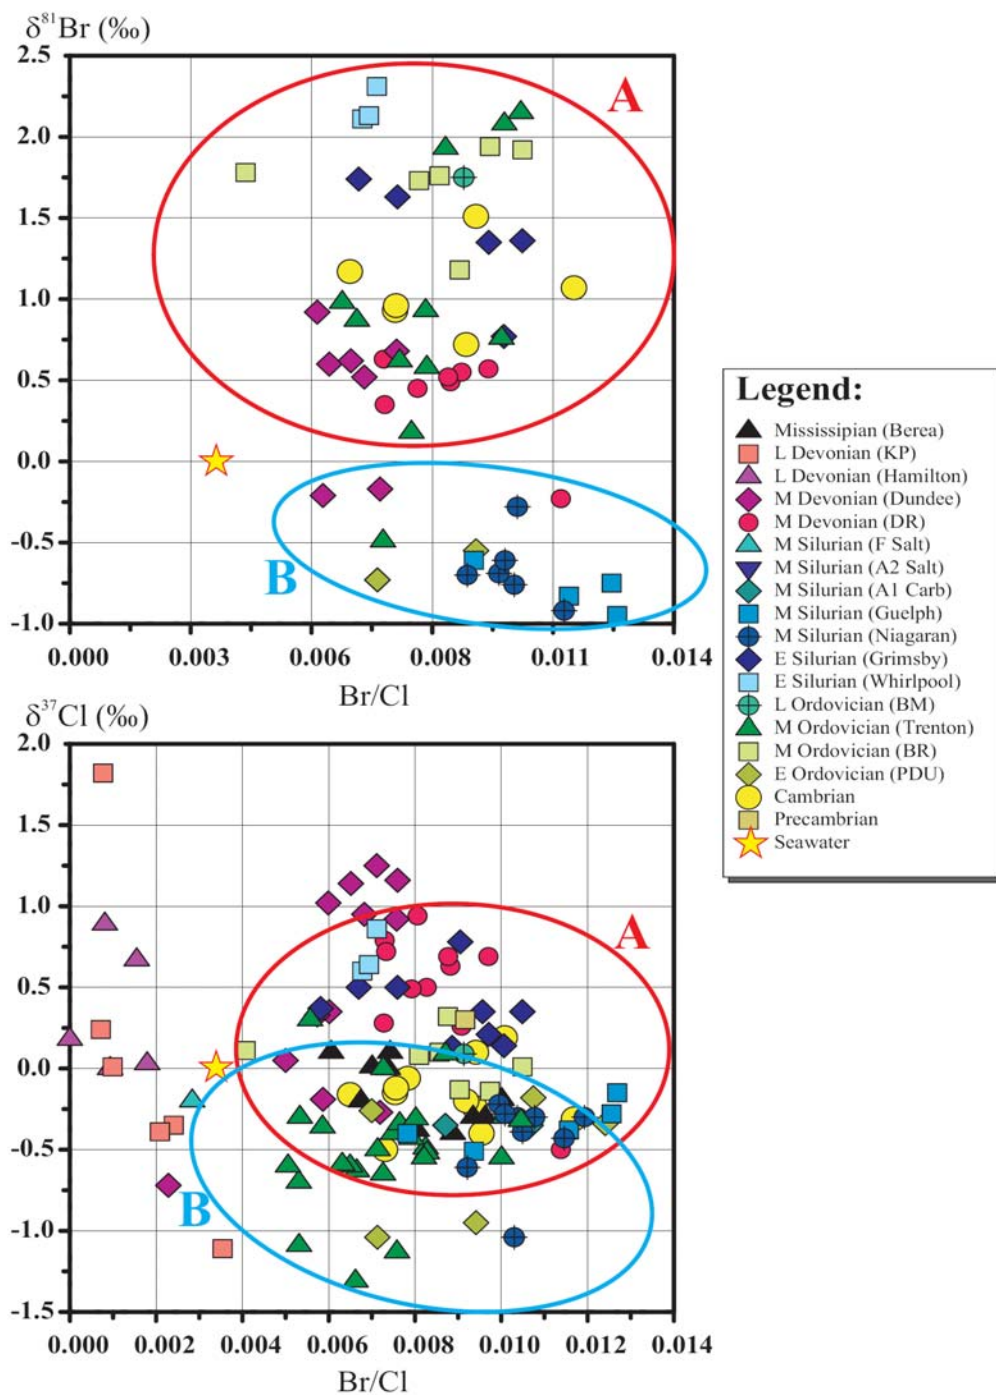 δ81Br (‰)
2.5
2.0
1.5
1.0
0.5
0.0
-0.5
-1.0
A
B
0.000 0.003 0.006 0.008 0.011 0.014
Br/Cl
δ37Cl (‰)
2.0
1.5
1.0
0.5
0.0
-0.5
-1.0
-1.5
A
B
0.000 0.002 0.004 0.006 0.008 0.010 0.012 0.014
Br/Cl
Legend:
Mississipian (Berea)
L Devonian (KP)
L Devonian (Hamilton)
M Devonian (Dundee)
M Devonian (DR)
M Silurian (F Salt)
M Silurian (A2 Salt)
M Silurian (A1 Carb)
M Silurian (Guelph)
M Silurian (Niagaran)
E Silurian (Grimsby)
E Silurian (Whirlpool)
L Ordovician (BM)
M Ordovician (Trenton)
M Ordovician (BR)
E Ordovician (PDU)
Cambrian
Precambrian
Seawater